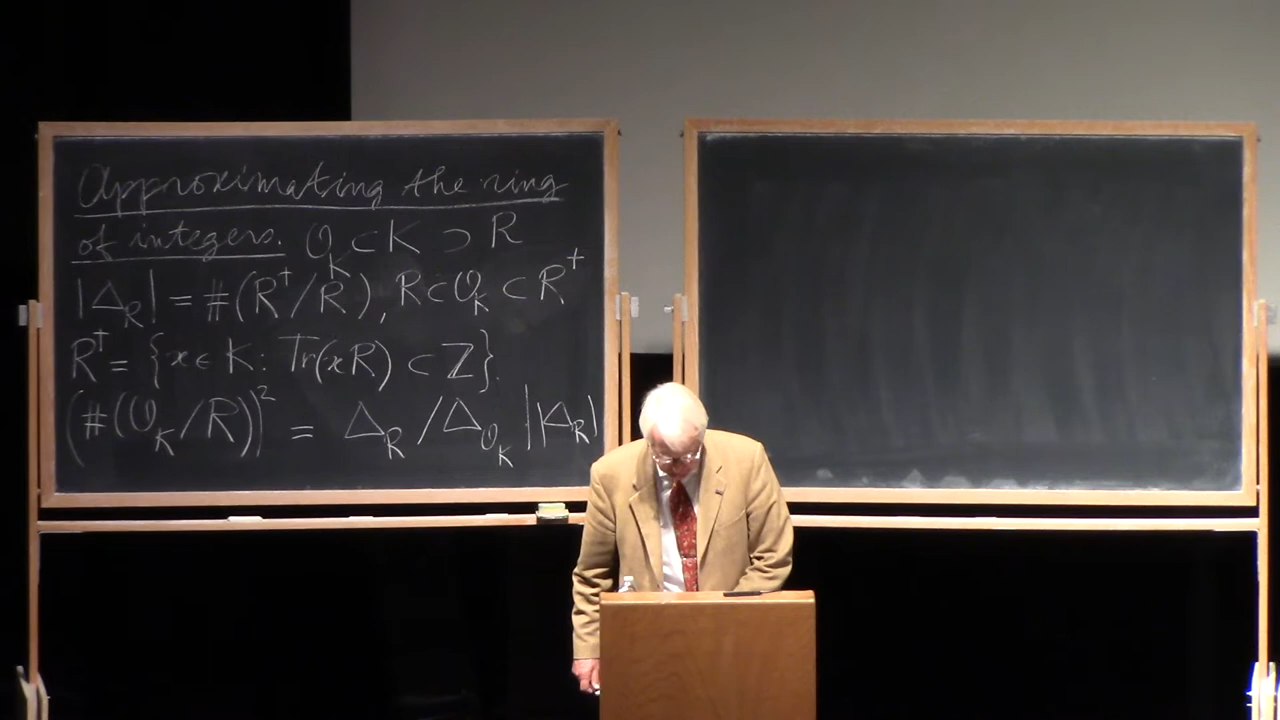 Approximating the ring
of integers. O_K ⊂ K ⊃ R
|Δ_R| = #(R†/R), R ⊂ O_K ⊂ R†
R† = {x ∈ K : Tr(xR) ⊂ ℤ}.
(#(O_K/R))² = Δ_R / Δ_{O_K} | |Δ_R|